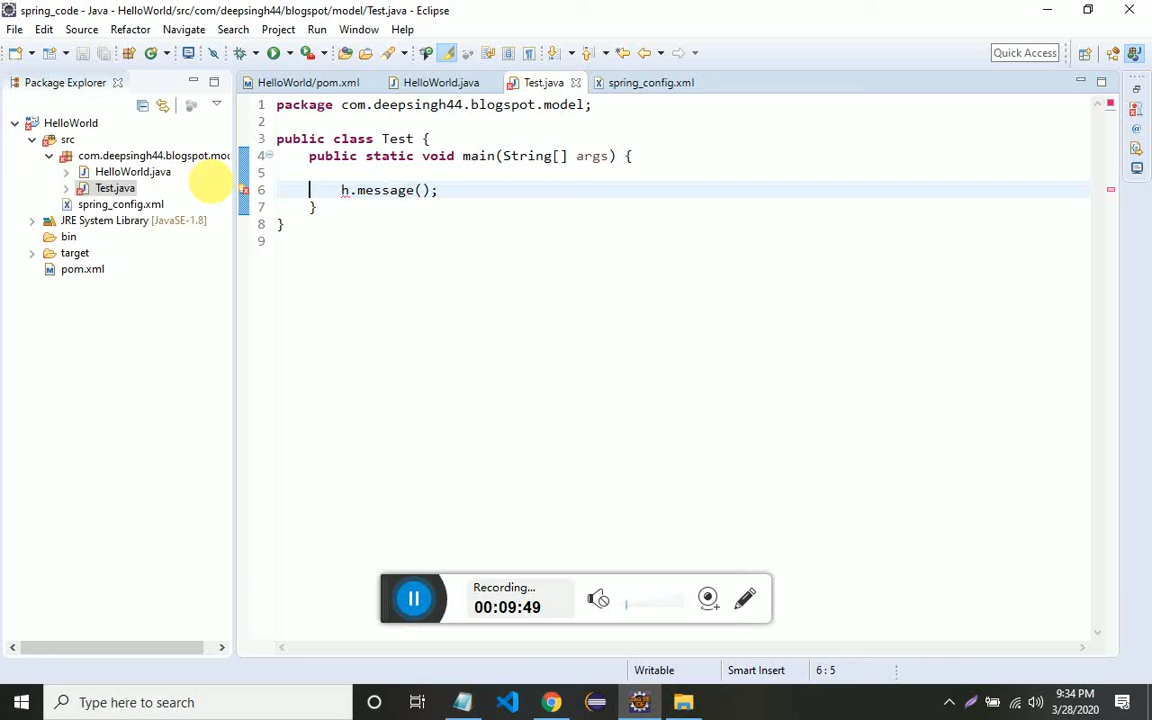 spring_code - Java - HelloWorld/src/com/deepsingh44/blogspot/model/Test.java - Eclipse
File Edit Source Refactor Navigate Search Project Run Window Help
Quick Access
Package Explorer
HelloWorld/pom.xml HelloWorld.java Test.java spring_config.xml
HelloWorld
src
com.deepsingh44.blogspot.mod
HelloWorld.java
Test.java
spring_config.xml
JRE System Library [JavaSE-1.8]
bin
target
pom.xml
1 package com.deepsingh44.blogspot.model;
2
3 public class Test {
4 public static void main(String[] args) {
5
6 h.message();
7 }
8 }
9
Recording...
00:09:49
Writable Smart Insert 6 : 5
Type here to search
9:34 PM
3/28/2020